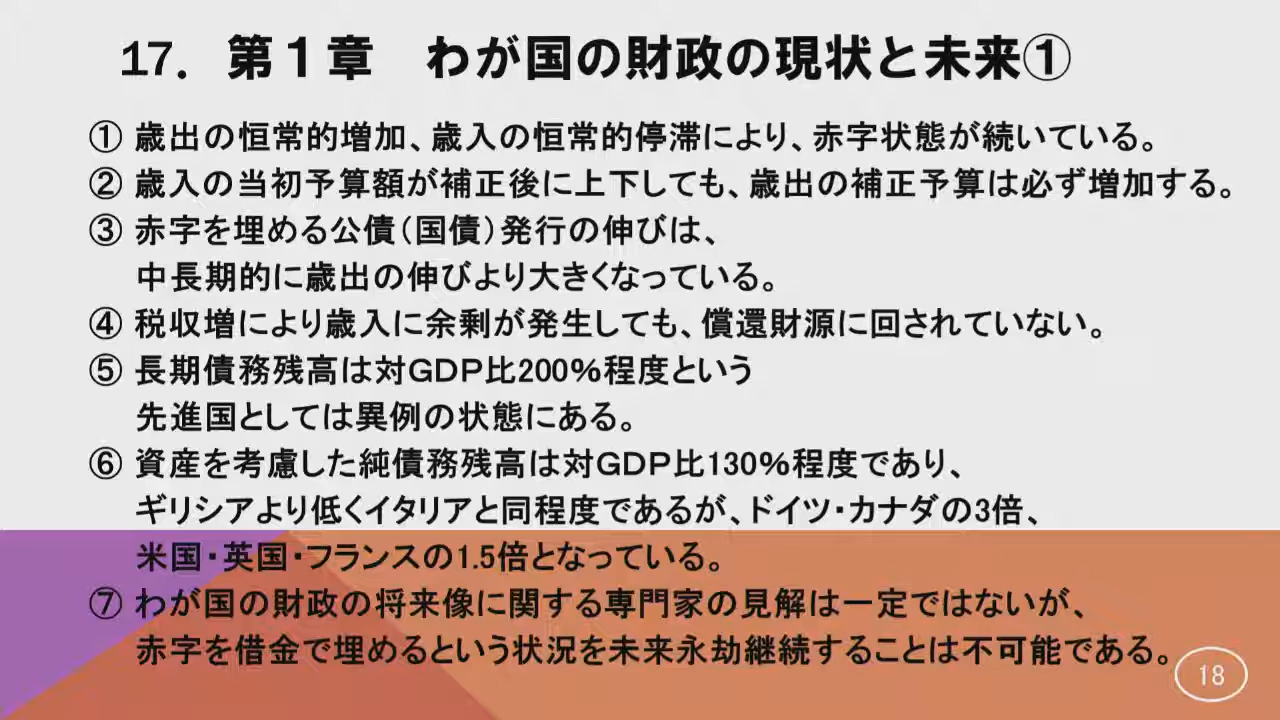 17. 第１章　わが国の財政の現状と未来①
① 歳出の恒常的増加、歳入の恒常的停滞により、赤字状態が続いている。
② 歳入の当初予算額が補正後に上下しても、歳出の補正予算は必ず増加する。
③ 赤字を埋める公債（国債）発行の伸びは、
中長期的に歳出の伸びより大きくなっている。
④ 税収増により歳入に余剰が発生しても、償還財源に回されていない。
⑤ 長期債務残高は対ＧＤＰ比200％程度という
先進国としては異例の状態にある。
⑥ 資産を考慮した純債務残高は対ＧＤＰ比130％程度であり、
ギリシアより低くイタリアと同程度であるが、ドイツ・カナダの3倍、
米国・英国・フランスの1.5倍となっている。
⑦ わが国の財政の将来像に関する専門家の見解は一定ではないが、
赤字を借金で埋めるという状況を未来永劫継続することは不可能である。
18